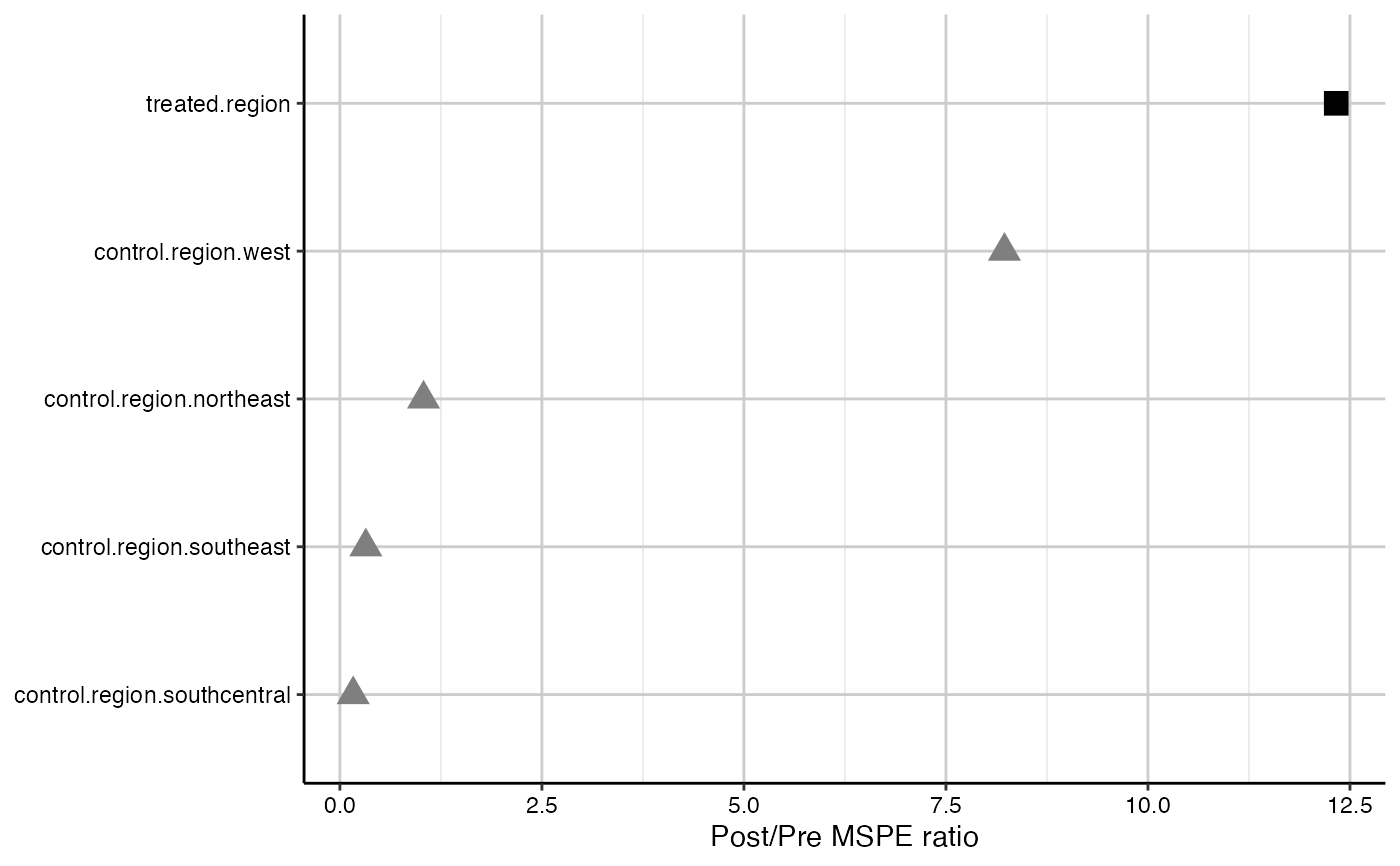 treated.region
control.region.west
control.region.northeast
control.region.southeast
control.region.southcentral
0.0 2.5 5.0 7.5 10.0 12.5
Post/Pre MSPE ratio